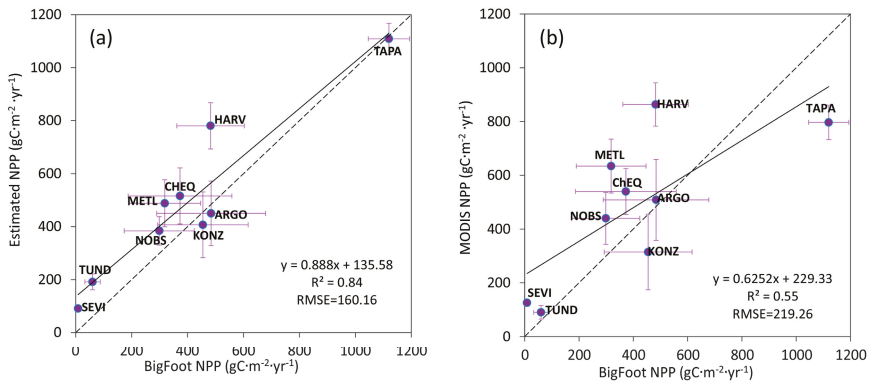 (a)
Estimated NPP (gC·m⁻²·yr⁻¹)
1200
1000
800
600
400
200
0
TAPA
HARV
CHEQ
METL
ARGO
NOBS
KONZ
TUND
SEVI
y = 0.888x + 135.58
R² = 0.84
RMSE=160.16
0 200 400 600 800 1000 1200
BigFoot NPP (gC·m⁻²·yr⁻¹)
(b)
MODIS NPP (gC·m⁻²·yr⁻¹)
1200
1000
800
600
400
200
0
HARV
TAPA
METL
ChEQ
ARGO
NOBS
KONZ
SEVI
TUND
y = 0.6252x + 229.33
R² = 0.55
RMSE=219.26
0 200 400 600 800 1000 1200
BigFoot NPP (gC·m⁻²·yr⁻¹)